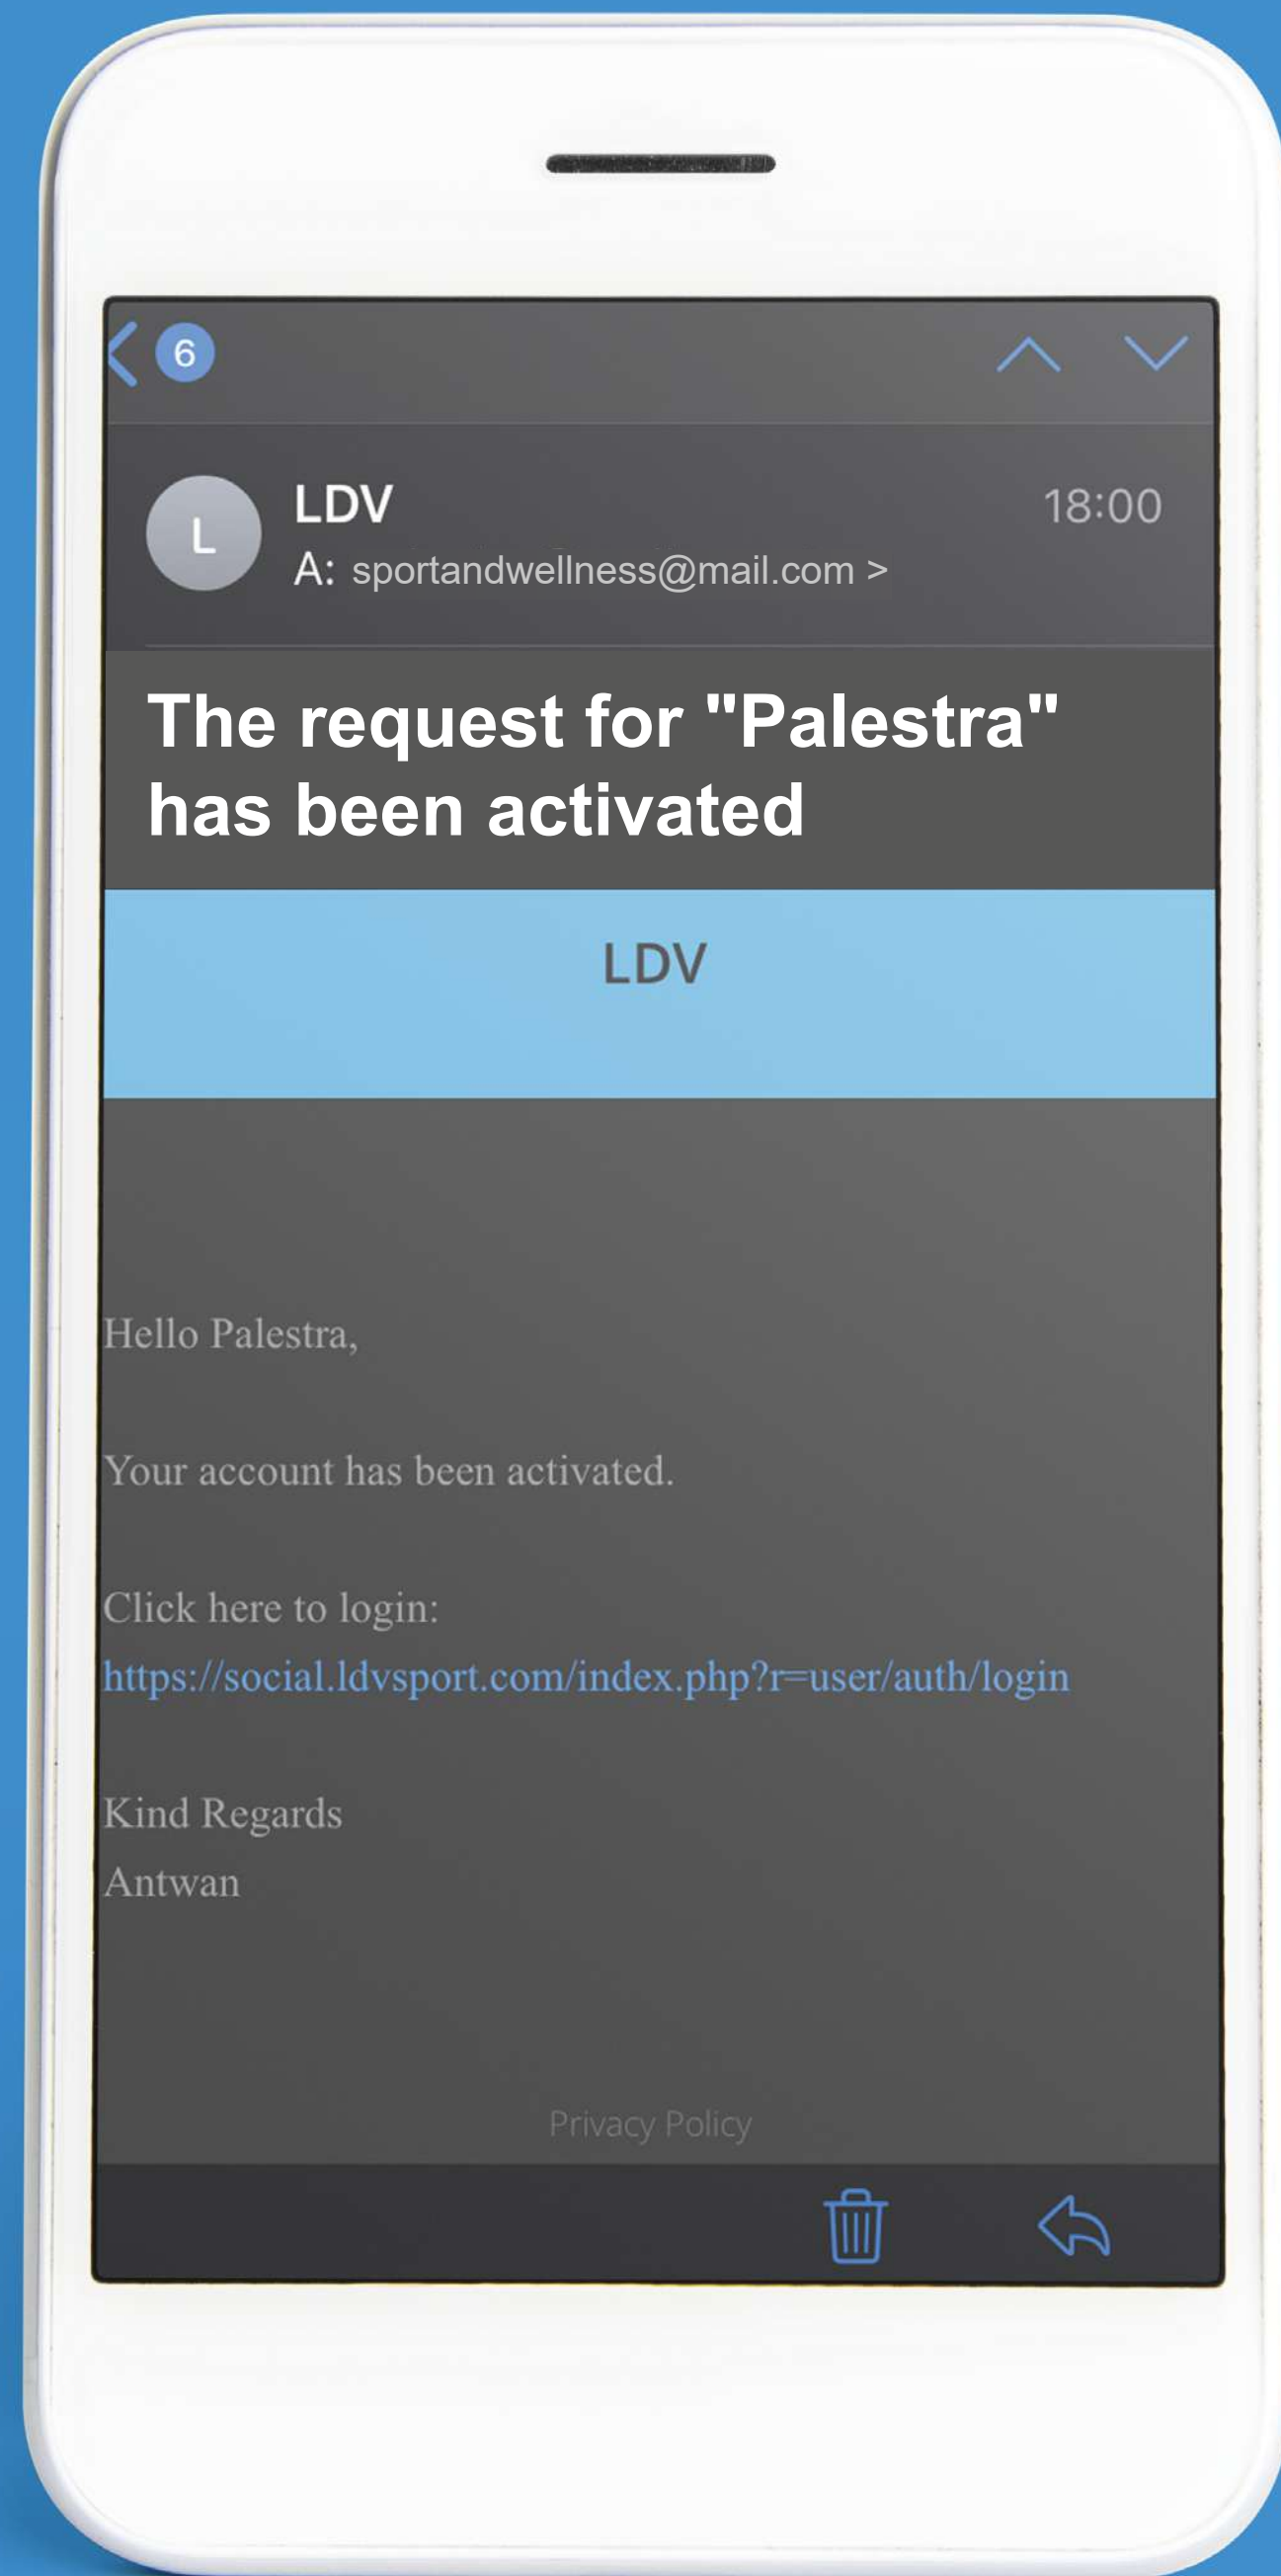 6
L
LDV
18:00
A: sportandwellness@mail.com >
The request for "Palestra"
has been activated
LDV
Hello Palestra,
Your account has been activated.
Click here to login:
https://social.ldvsport.com/index.php?r=user/auth/login
Kind Regards
Antwan
Privacy Policy